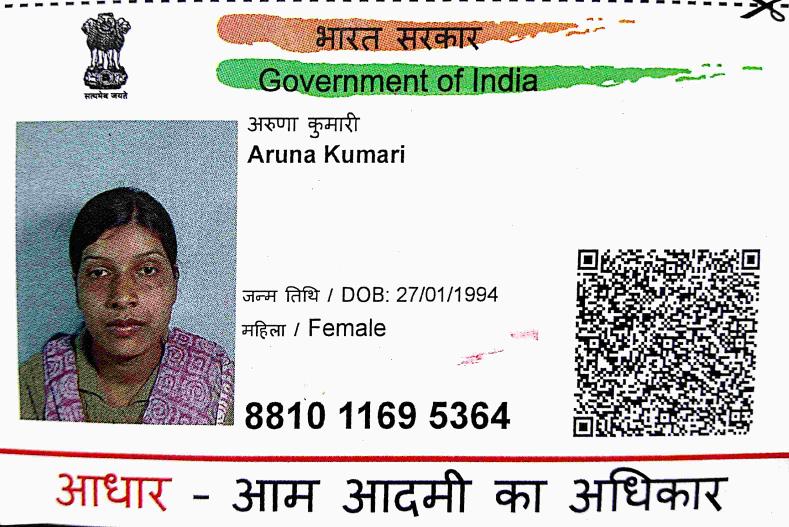 भारत सरकार
Government of India
सत्यमेव जयते
अरुणा कुमारी
Aruna Kumari
जन्म तिथि / DOB: 27/01/1994
महिला / Female
8810 1169 5364
आधार - आम आदमी का अधिकार